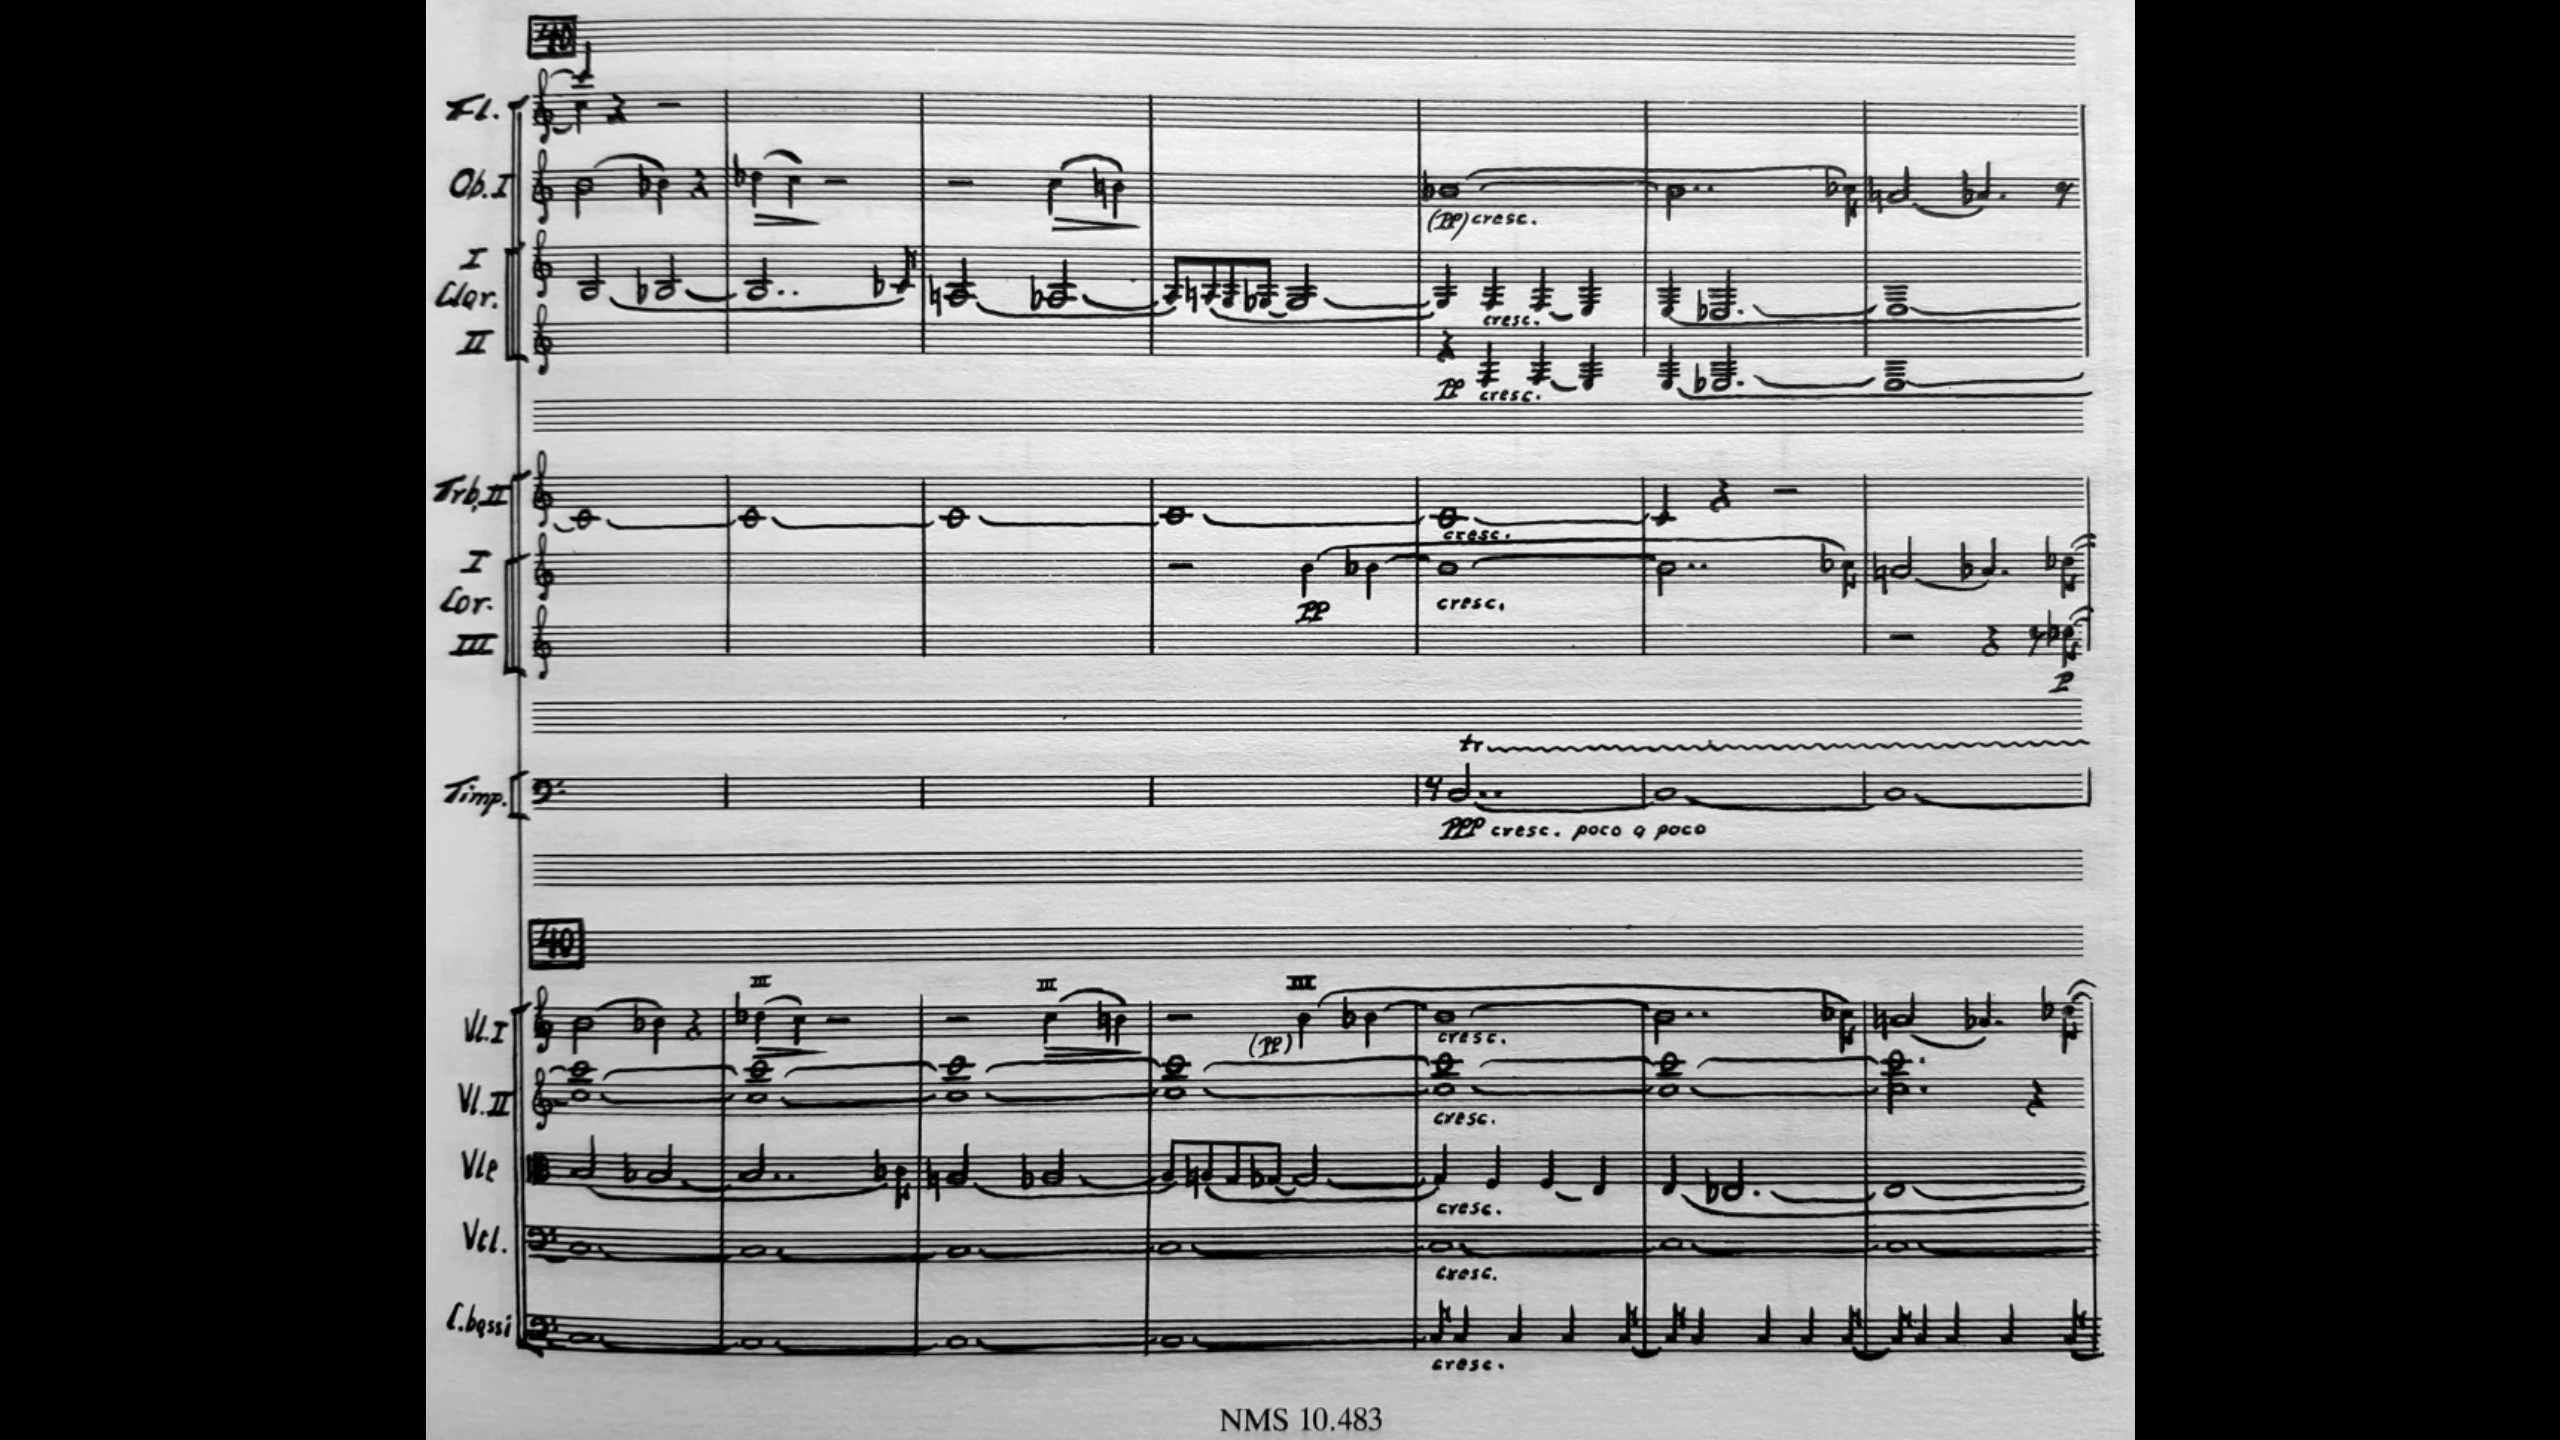 40
Fl.
Ob. I
I
Clar.
II
(pp) cresc.
cresc.
pp cresc.
Trb. II
cresc.
I
Cor.
III
pp
cresc.
p
tr
Timp.
ppp cresc. poco a poco
40
III
III
III
Vl. I
(pp)
cresc.
Vl. II
cresc.
Vle
cresc.
Vcl.
cresc.
C. bassi
cresc.
NMS 10.483